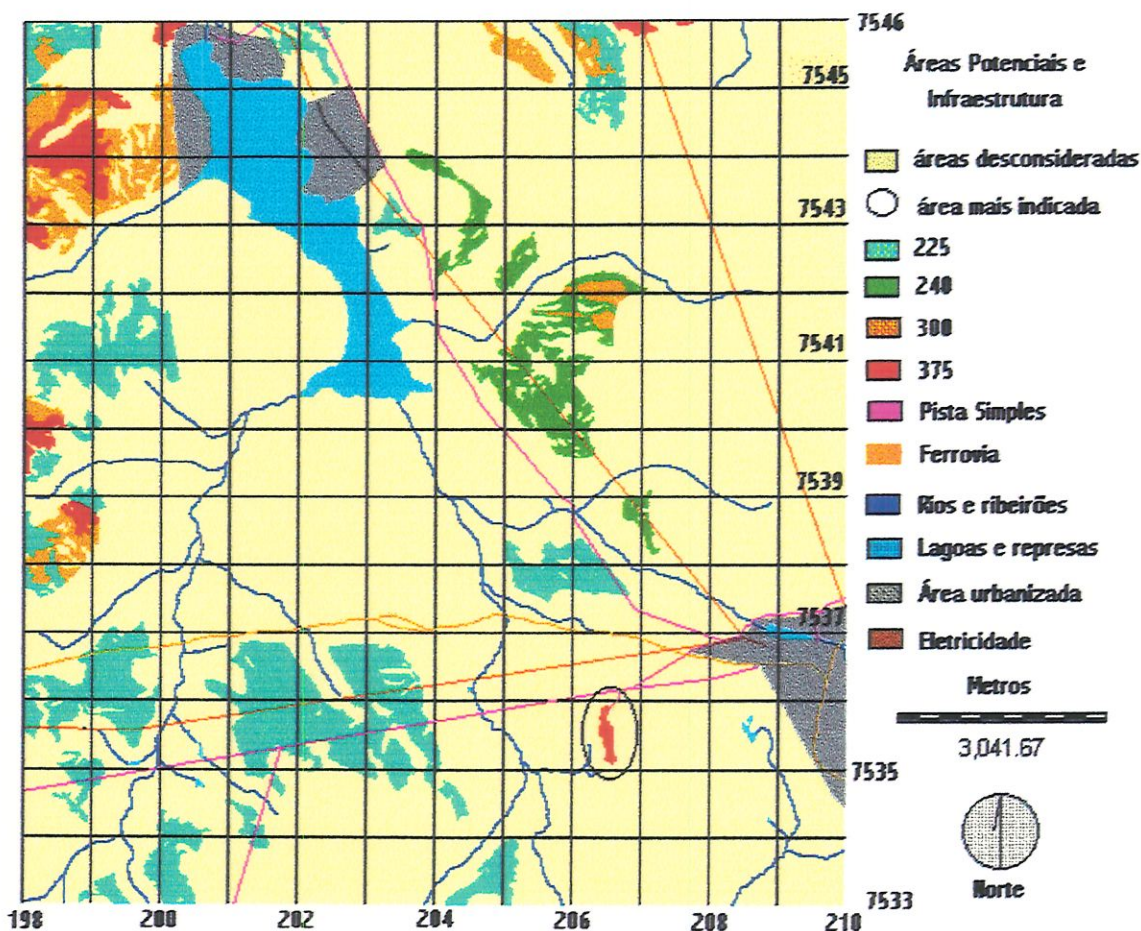 7546
7545
7543
7541
7539
7537
7535
7533
198
200
202
204
206
208
210
Áreas Potenciais e
Infraestrutura
áreas desconsideradas
área mais indicada
225
240
300
375
Pista Simples
Ferrovia
Rios e ribeirões
Lagoas e represas
Área urbanizada
Eletricidade
Metros
3,041.67
Norte